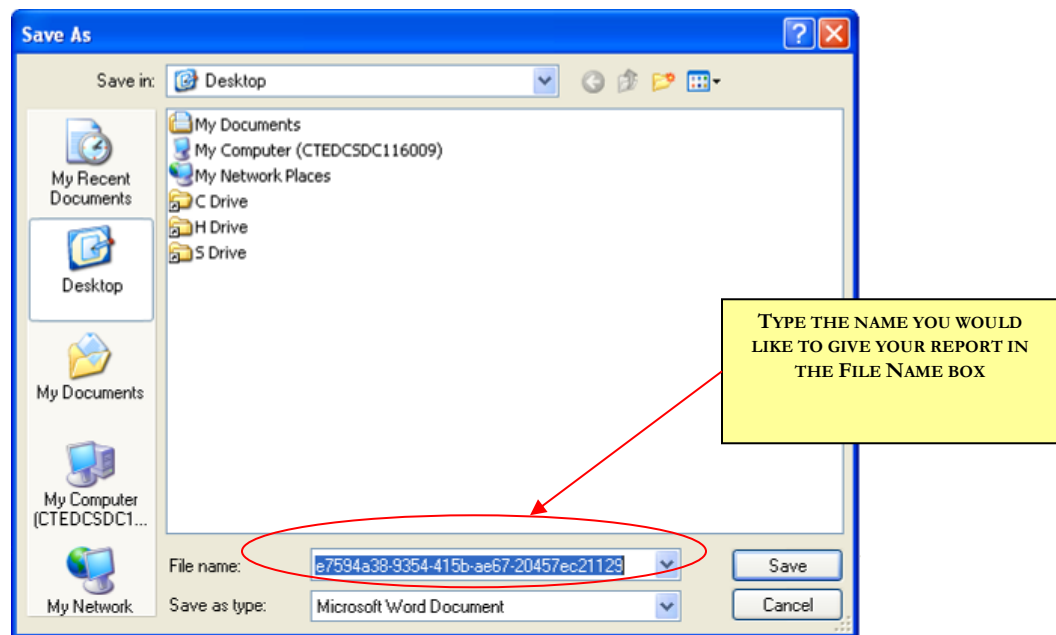 Save As
Save in:
Desktop
My Recent
Documents
Desktop
My Documents
My Computer
(CTEDCSDC1...
My Network
My Documents
My Computer (CTEDCSDC116009)
My Network Places
C Drive
H Drive
S Drive
TYPE THE NAME YOU WOULD
LIKE TO GIVE YOUR REPORT IN
THE FILE NAME BOX
File name:
e7594a38-9354-415b-ae67-20457ec21129
Save
Save as type:
Microsoft Word Document
Cancel